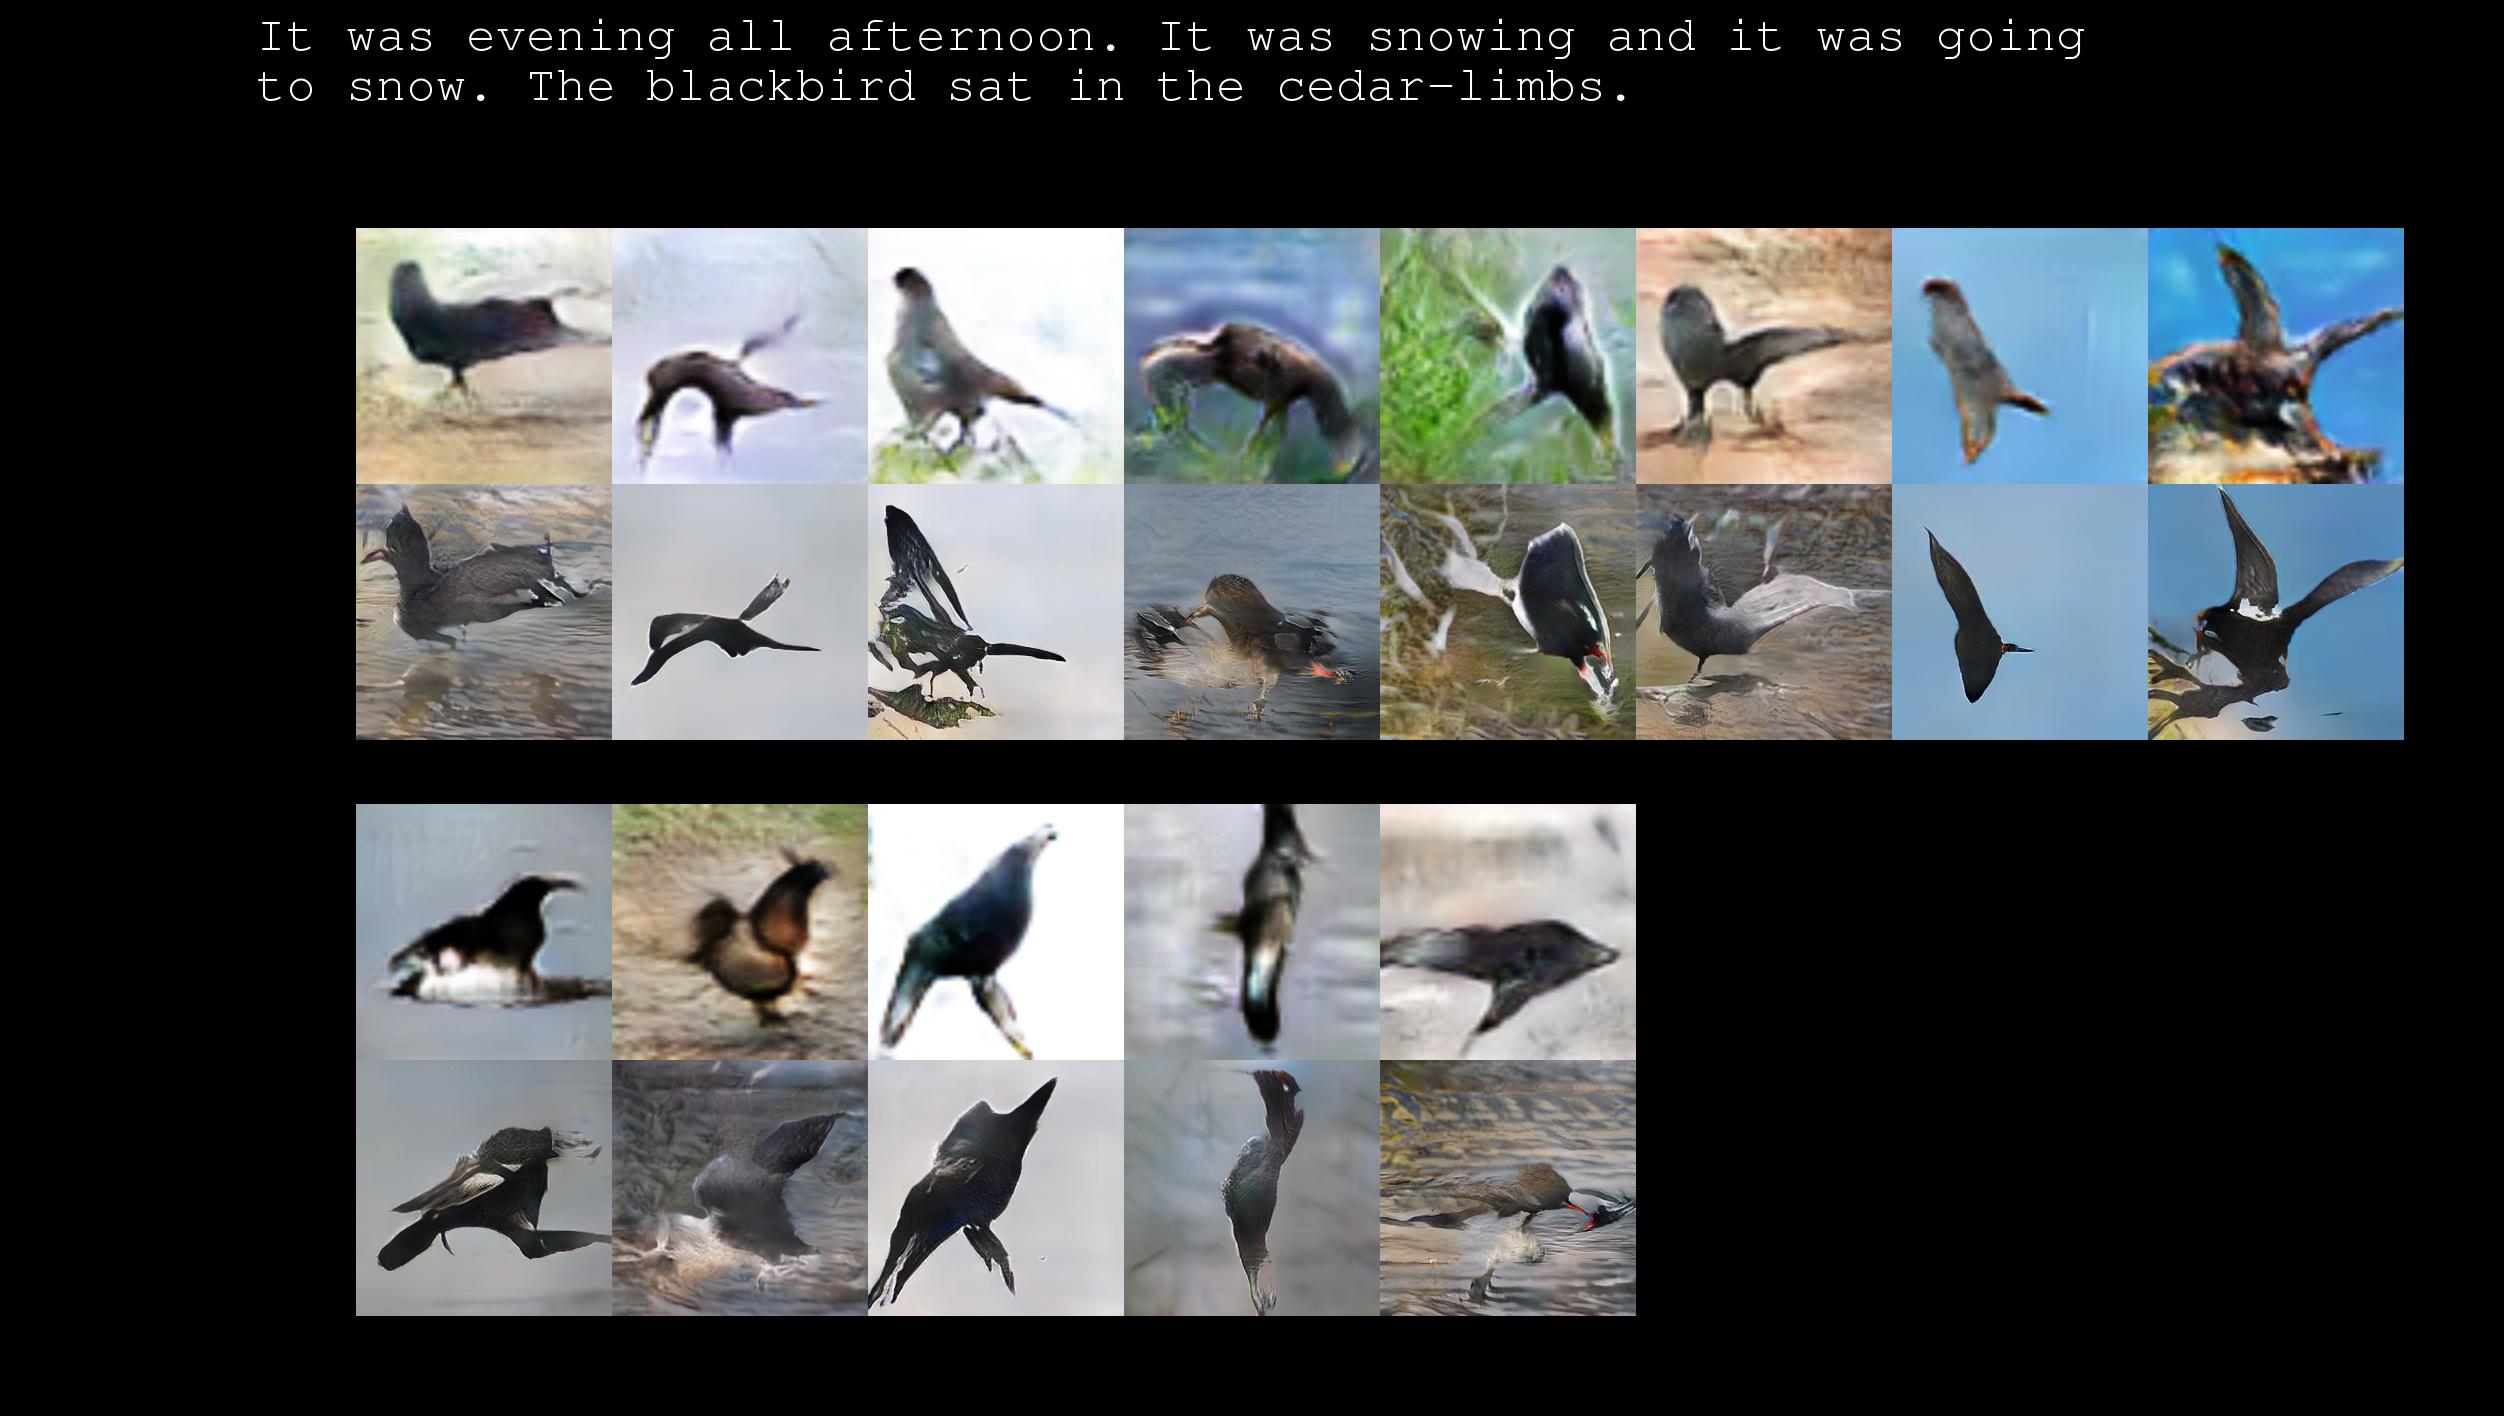 It was evening all afternoon. It was snowing and it was going
to snow. The blackbird sat in the cedar-limbs.